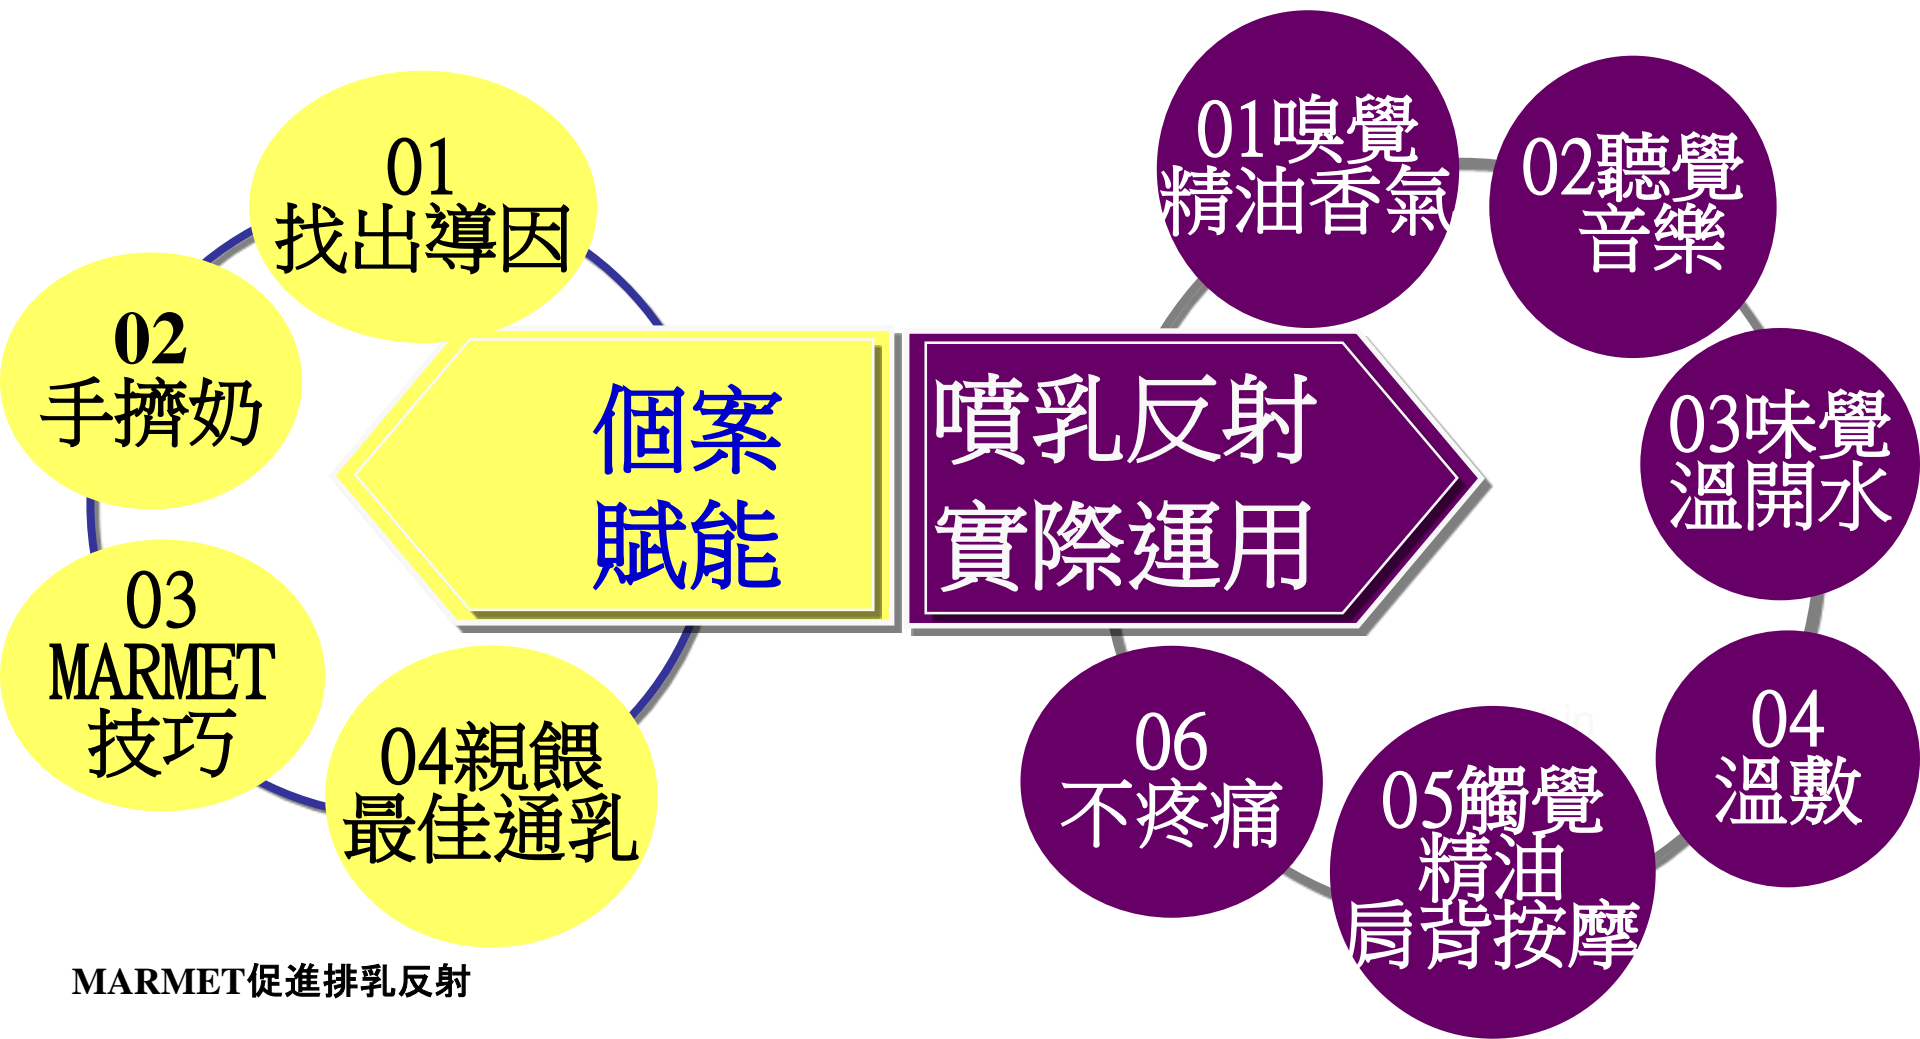 01
找出導因
02
手擠奶
03
MARMET
技巧
04親餵
最佳通乳
個案
賦能
噴乳反射
實際運用
01嗅覺
精油香氣
02聽覺
音樂
03味覺
溫開水
04
溫敷
05觸覺
精油
肩背按摩
06
不疼痛
MARMET促進排乳反射